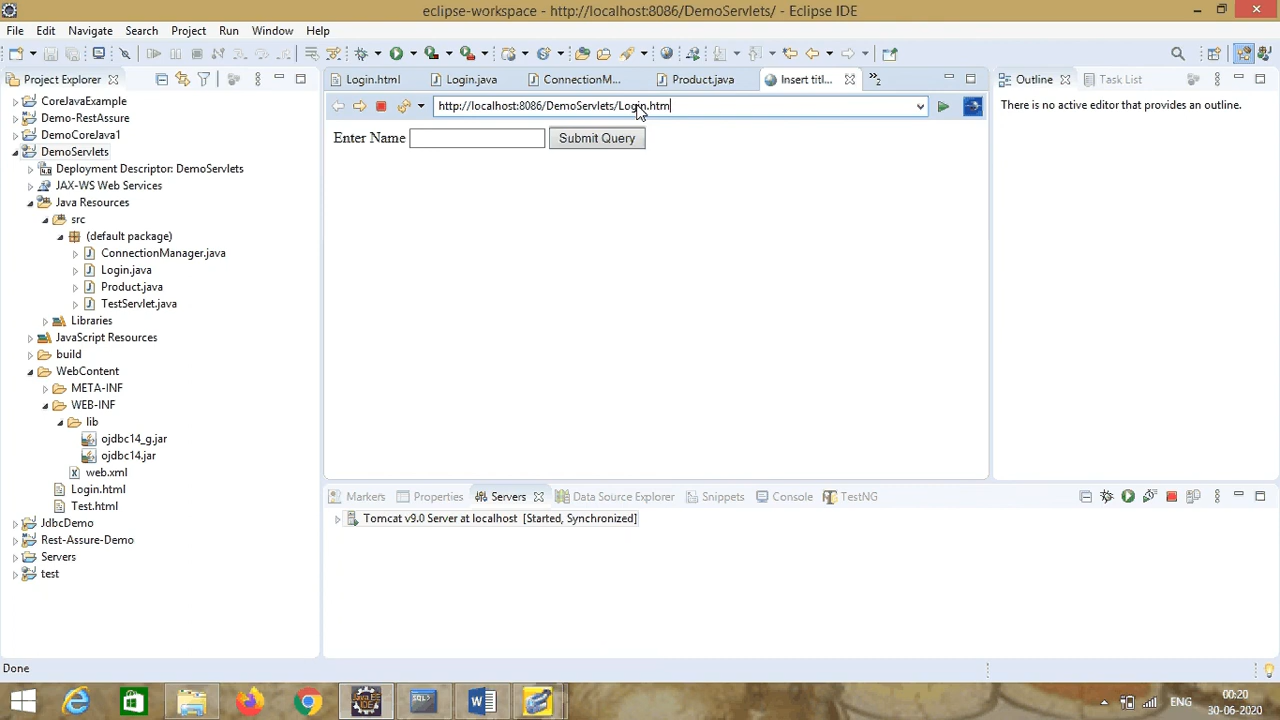 eclipse-workspace - http://localhost:8086/DemoServlets/ - Eclipse IDE
File Edit Navigate Search Project Run Window Help
Project Explorer
CoreJavaExample
Demo-RestAssure
DemoCoreJava1
DemoServlets
Deployment Descriptor: DemoServlets
JAX-WS Web Services
Java Resources
src
(default package)
ConnectionManager.java
Login.java
Product.java
TestServlet.java
Libraries
JavaScript Resources
build
WebContent
META-INF
WEB-INF
lib
ojdbc14_g.jar
ojdbc14.jar
web.xml
Login.html
Test.html
JdbcDemo
Rest-Assure-Demo
Servers
test
Login.html Login.java ConnectionM... Product.java Insert titl... »2
http://localhost:8086/DemoServlets/Login.htm
Enter Name Submit Query
Outline Task List
There is no active editor that provides an outline.
Markers Properties Servers Data Source Explorer Snippets Console TestNG
Tomcat v9.0 Server at localhost [Started, Synchronized]
Done
ENG
00:20
30-06-2020